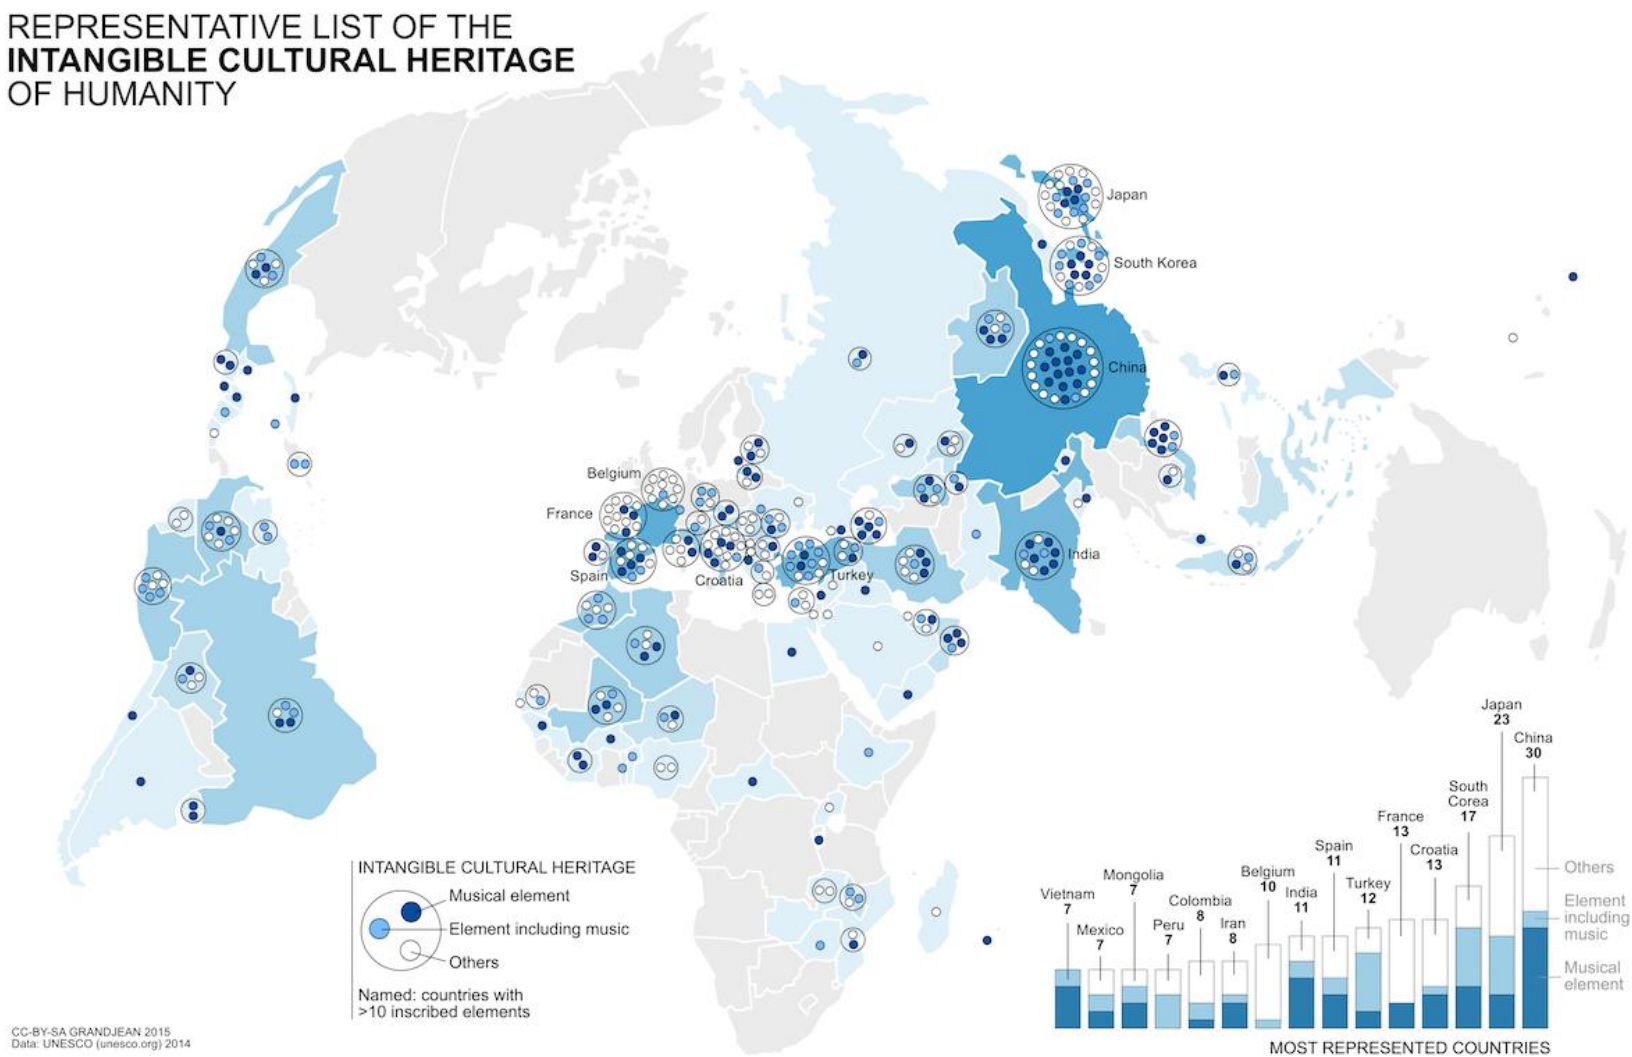 REPRESENTATIVE LIST OF THE
INTANGIBLE CULTURAL HERITAGE
OF HUMANITY
Japan
South Korea
China
Belgium
France
Spain
Croatia
Turkey
India
INTANGIBLE CULTURAL HERITAGE
Musical element
Element including music
Others
Named: countries with
>10 inscribed elements
CC-BY-SA GRANDJEAN 2015
Data: UNESCO (unesco.org) 2014
Vietnam
7
Mexico
7
Mongolia
7
Peru
7
Colombia
8
Iran
8
Belgium
10
India
11
Spain
11
Turkey
12
France
13
Croatia
13
South
Corea
17
Japan
23
China
30
Others
Element
including
music
Musical
element
MOST REPRESENTED COUNTRIES